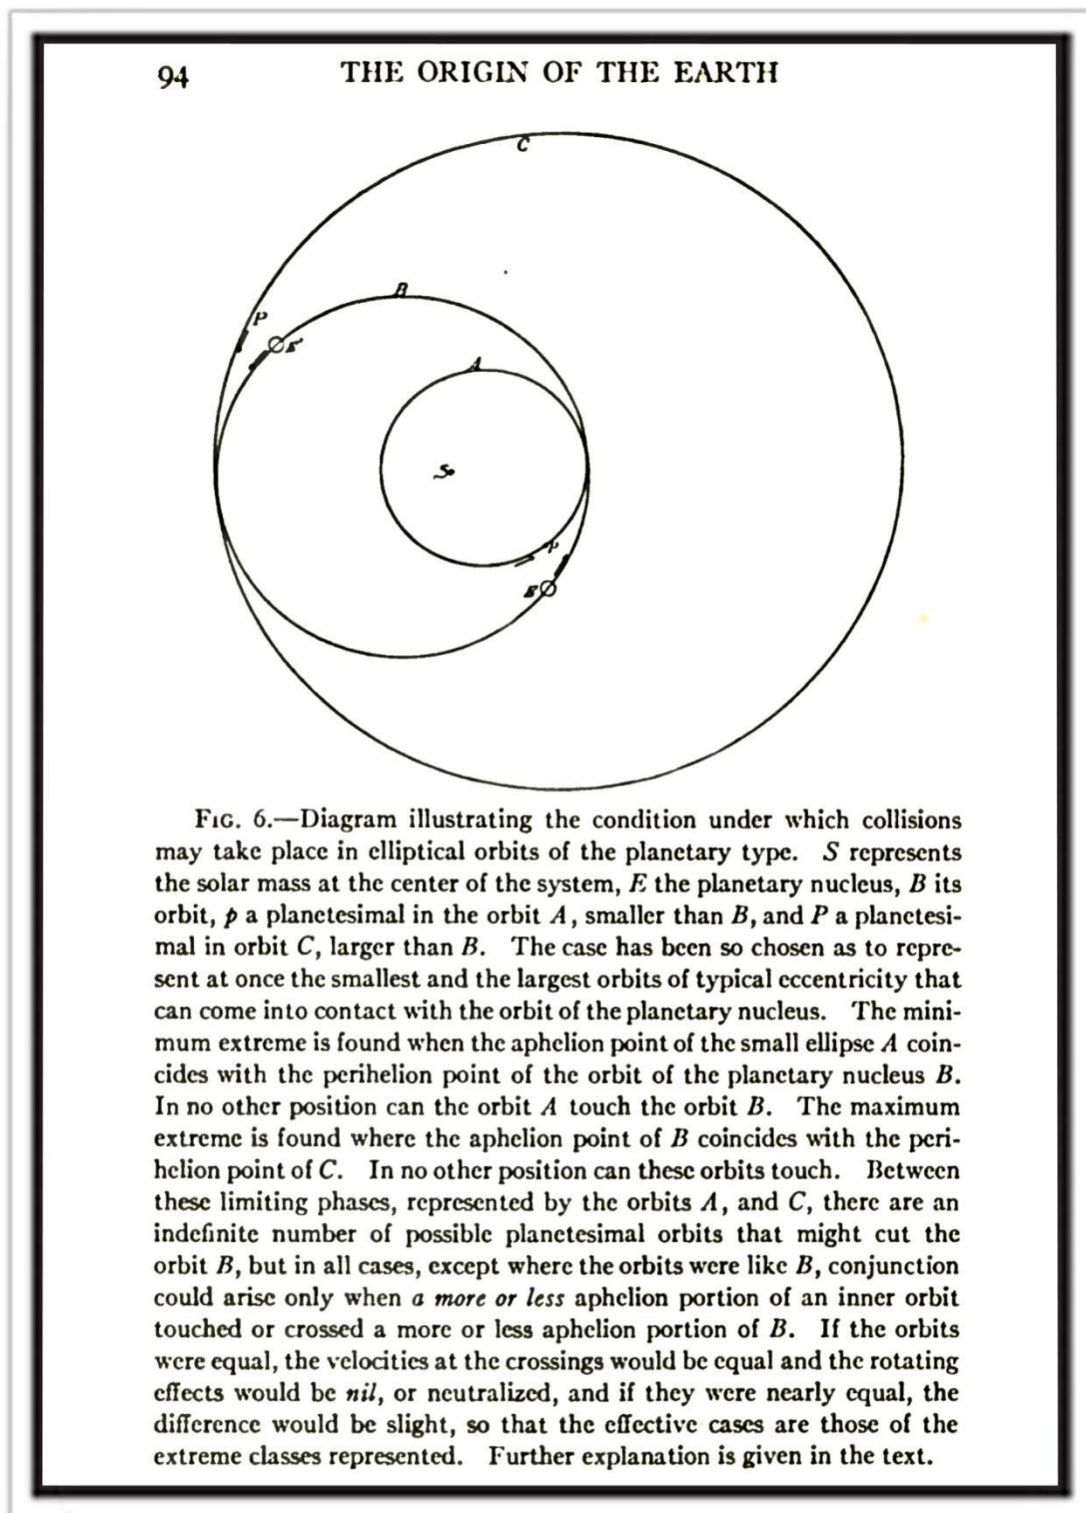 94
THE ORIGIN OF THE EARTH
C
B
P
E'
A
S
P
E
FIG. 6.—Diagram illustrating the condition under which collisions
may take place in elliptical orbits of the planetary type. S represents
the solar mass at the center of the system, E the planetary nucleus, B its
orbit, p a planetesimal in the orbit A, smaller than B, and P a planetesi-
mal in orbit C, larger than B. The case has been so chosen as to repre-
sent at once the smallest and the largest orbits of typical eccentricity that
can come into contact with the orbit of the planetary nucleus. The mini-
mum extreme is found when the aphelion point of the small ellipse A coin-
cides with the perihelion point of the orbit of the planetary nucleus B.
In no other position can the orbit A touch the orbit B. The maximum
extreme is found where the aphelion point of B coincides with the peri-
helion point of C. In no other position can these orbits touch. Between
these limiting phases, represented by the orbits A, and C, there are an
indefinite number of possible planetesimal orbits that might cut the
orbit B, but in all cases, except where the orbits were like B, conjunction
could arise only when a more or less aphelion portion of an inner orbit
touched or crossed a more or less aphelion portion of B. If the orbits
were equal, the velocities at the crossings would be equal and the rotating
effects would be nil, or neutralized, and if they were nearly equal, the
difference would be slight, so that the effective cases are those of the
extreme classes represented. Further explanation is given in the text.